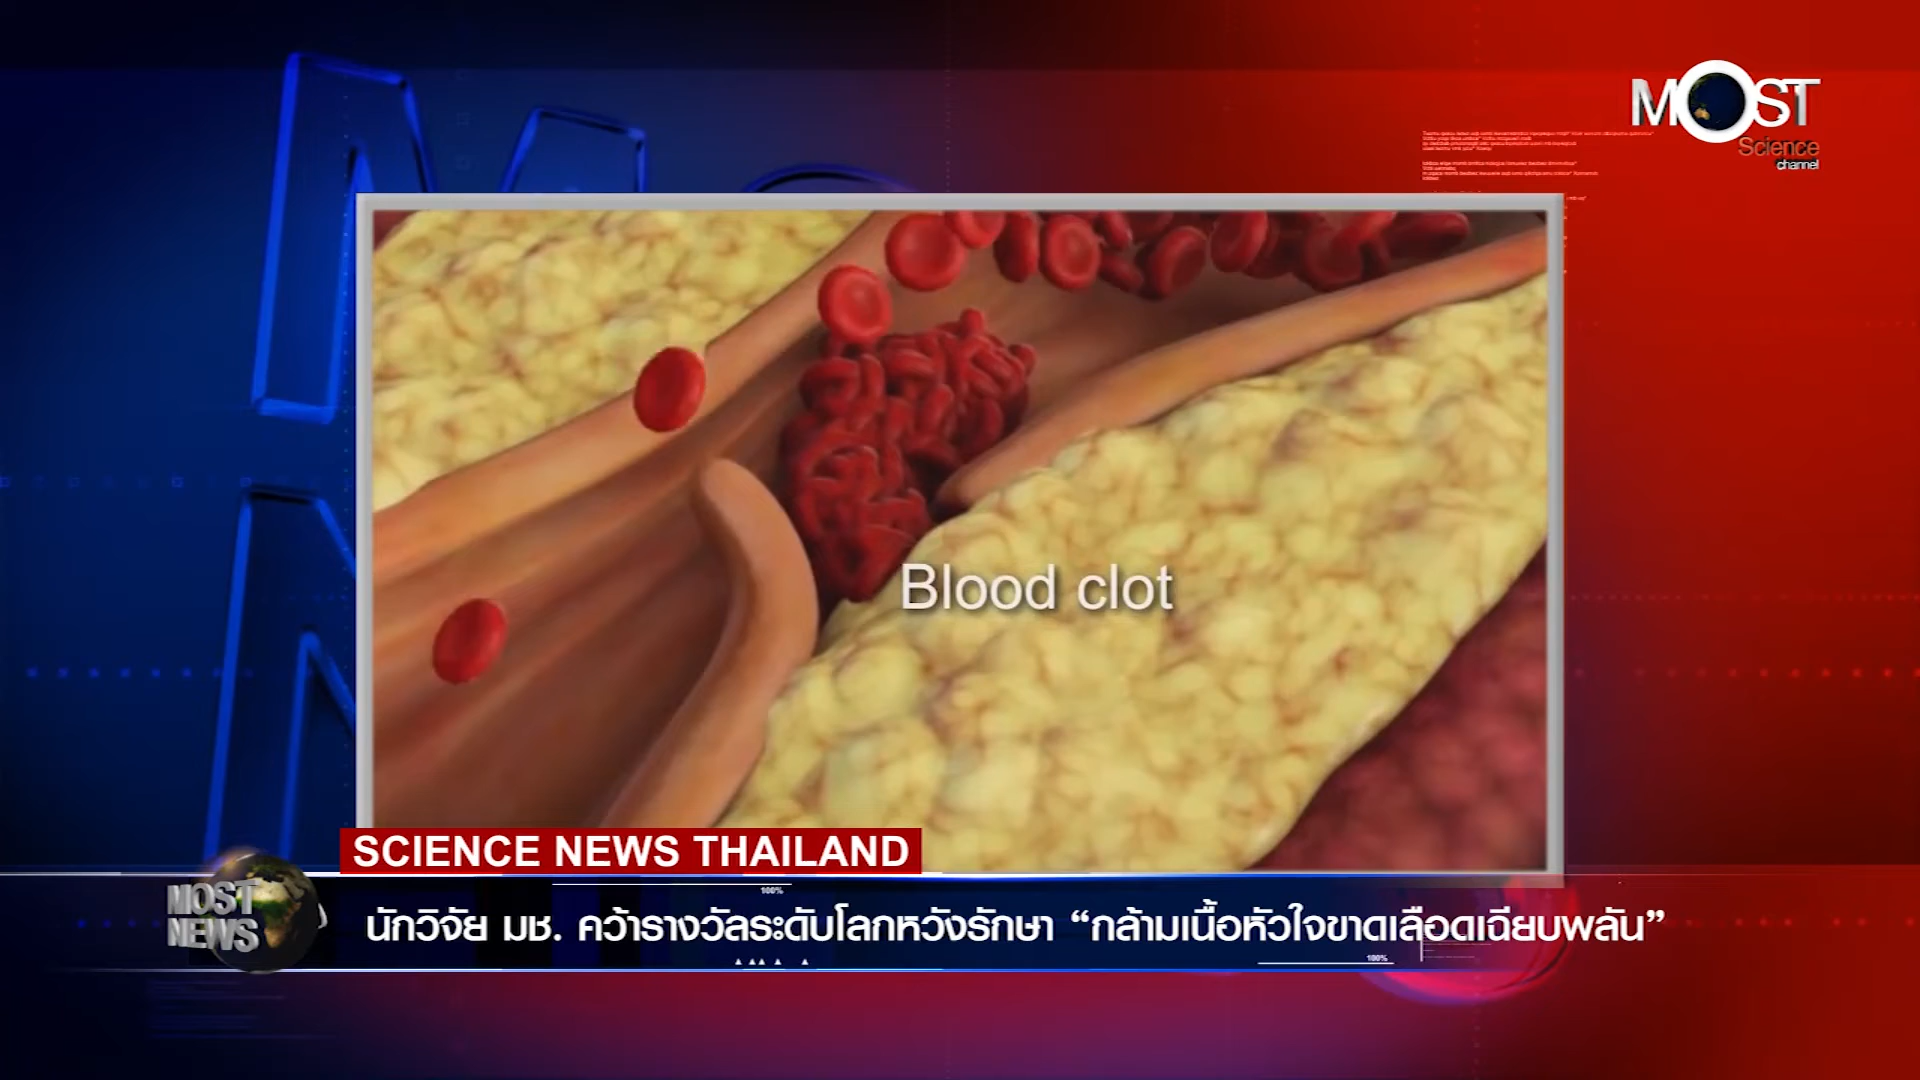 MOST
Science
channel
Blood clot
SCIENCE NEWS THAILAND
MOST
NEWS
100%
นักวิจัย มช. คว้ารางวัลระดับโลกหวังรักษา “กล้ามเนื้อหัวใจขาดเลือดเฉียบพลัน”
100%